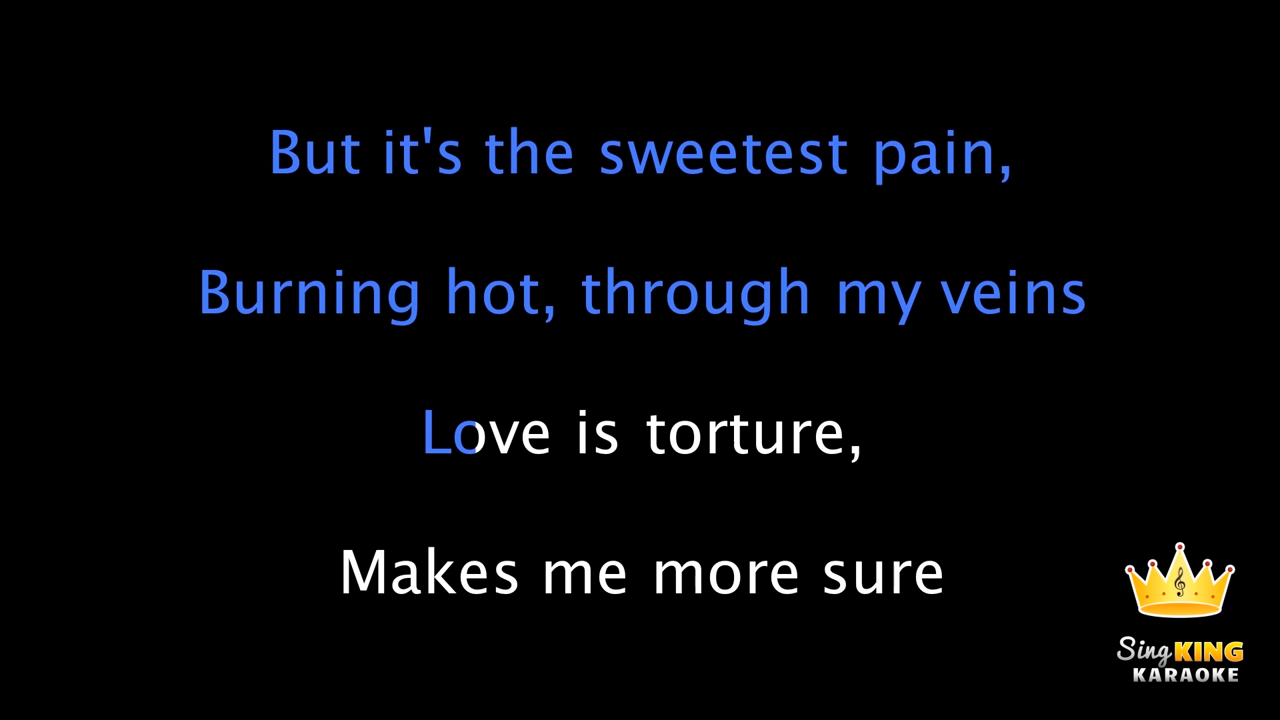 But it's the sweetest pain,
Burning hot, through my veins
Love is torture,
Makes me more sure
Sing KING
KARAOKE